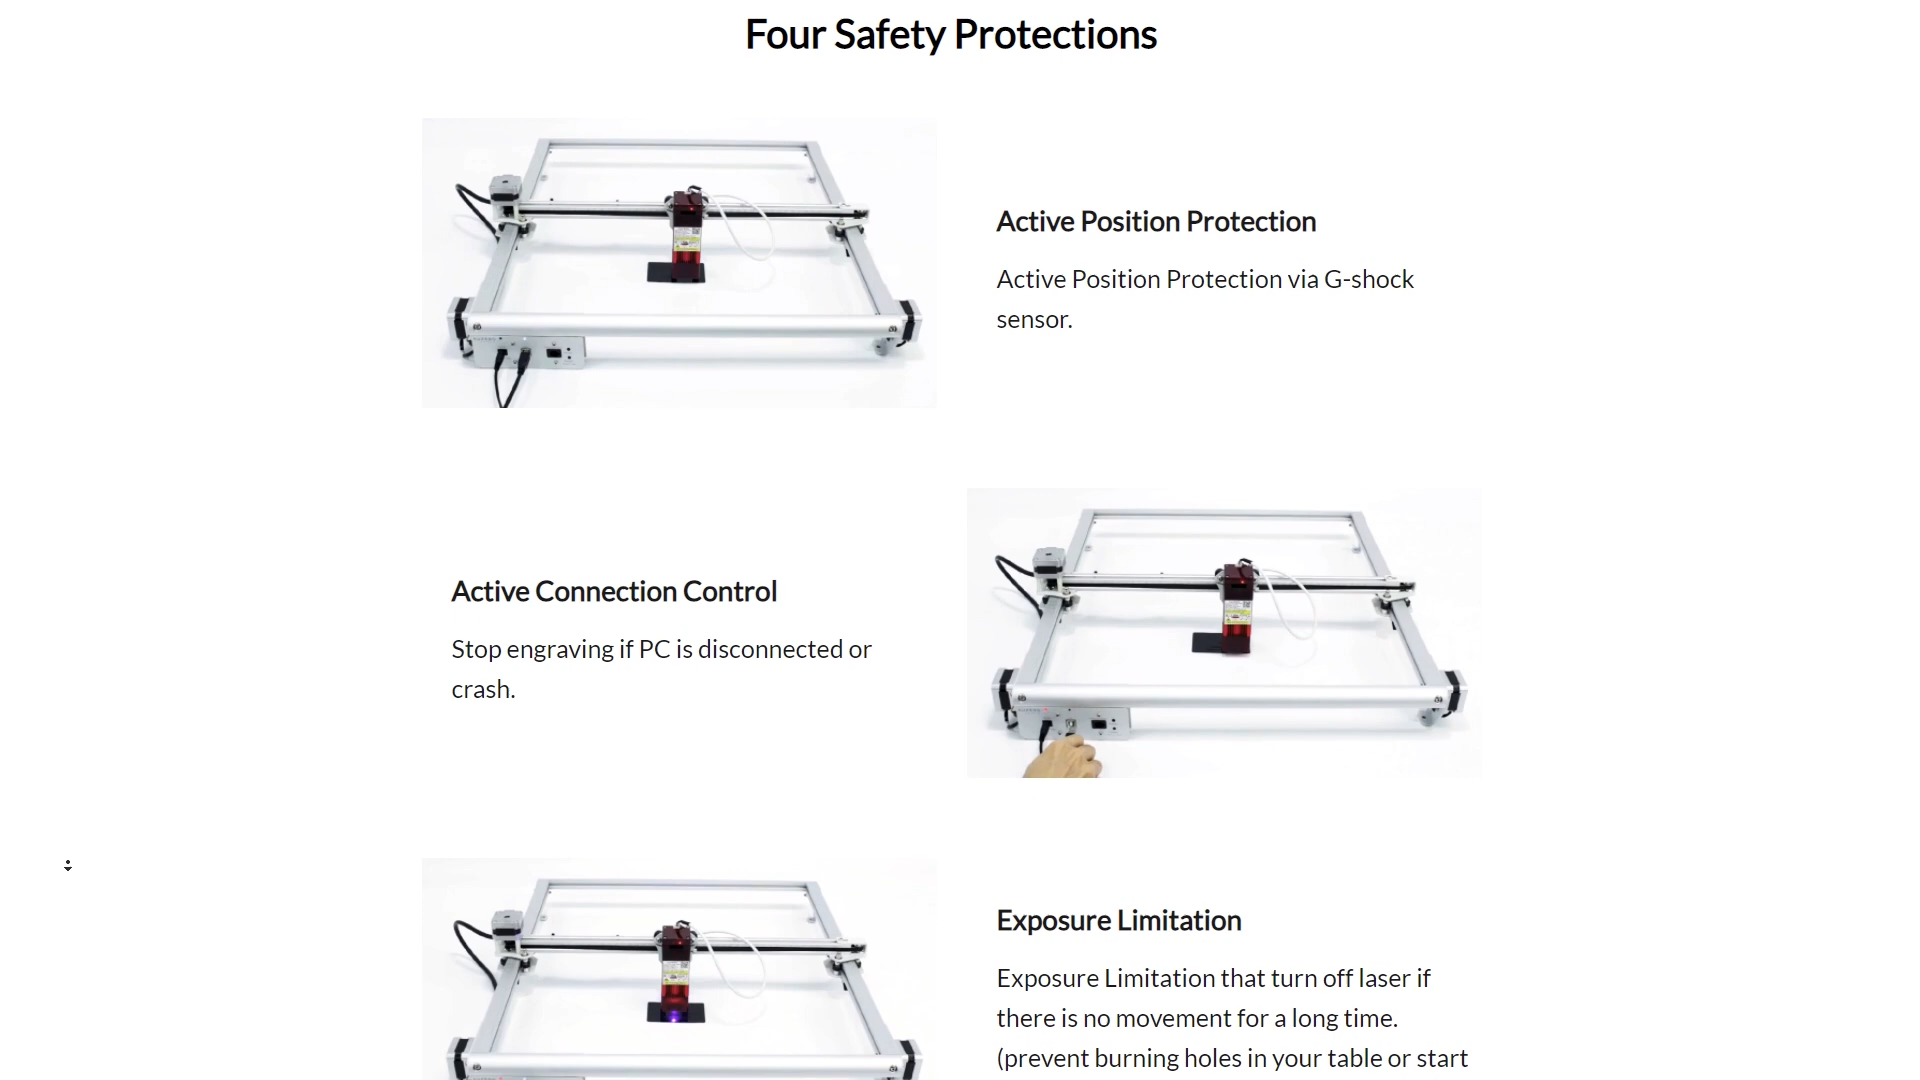 Four Safety Protections
Active Position Protection
Active Position Protection via G-shock
sensor.
Active Connection Control
Stop engraving if PC is disconnected or
crash.
Exposure Limitation
Exposure Limitation that turn off laser if
there is no movement for a long time.
(prevent burning holes in your table or start